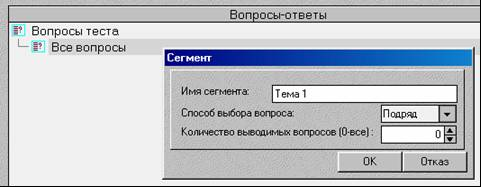 Вопросы-ответы
Вопросы теста
Все вопросы
Сегмент
Имя сегмента: Тема 1
Способ выбора вопроса: Подряд
Количество выводимых вопросов (0-все) : 0
OK Отказ